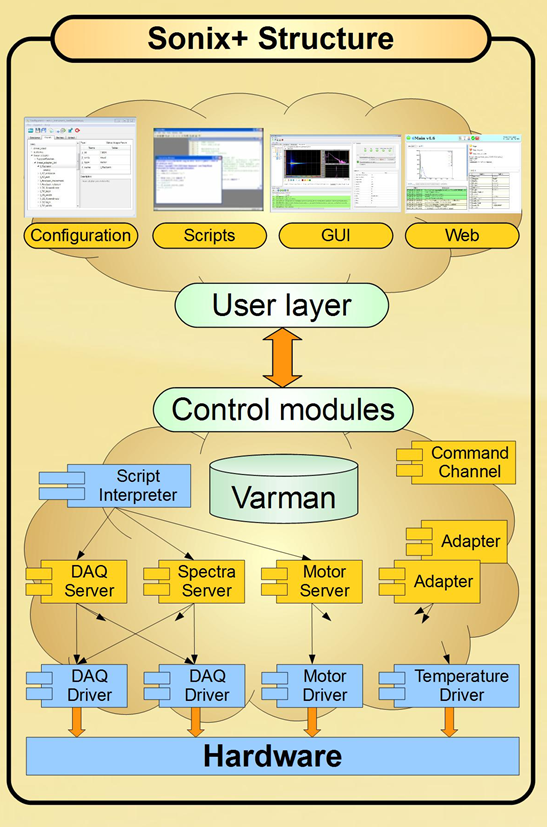 Sonix+ Structure
Configuration
Scripts
GUI
Web
User layer
Control modules
Command
Channel
Script
Interpreter
Varman
Adapter
DAQ
Server
Spectra
Server
Motor
Server
Adapter
DAQ
Driver
DAQ
Driver
Motor
Driver
Temperature
Driver
Hardware